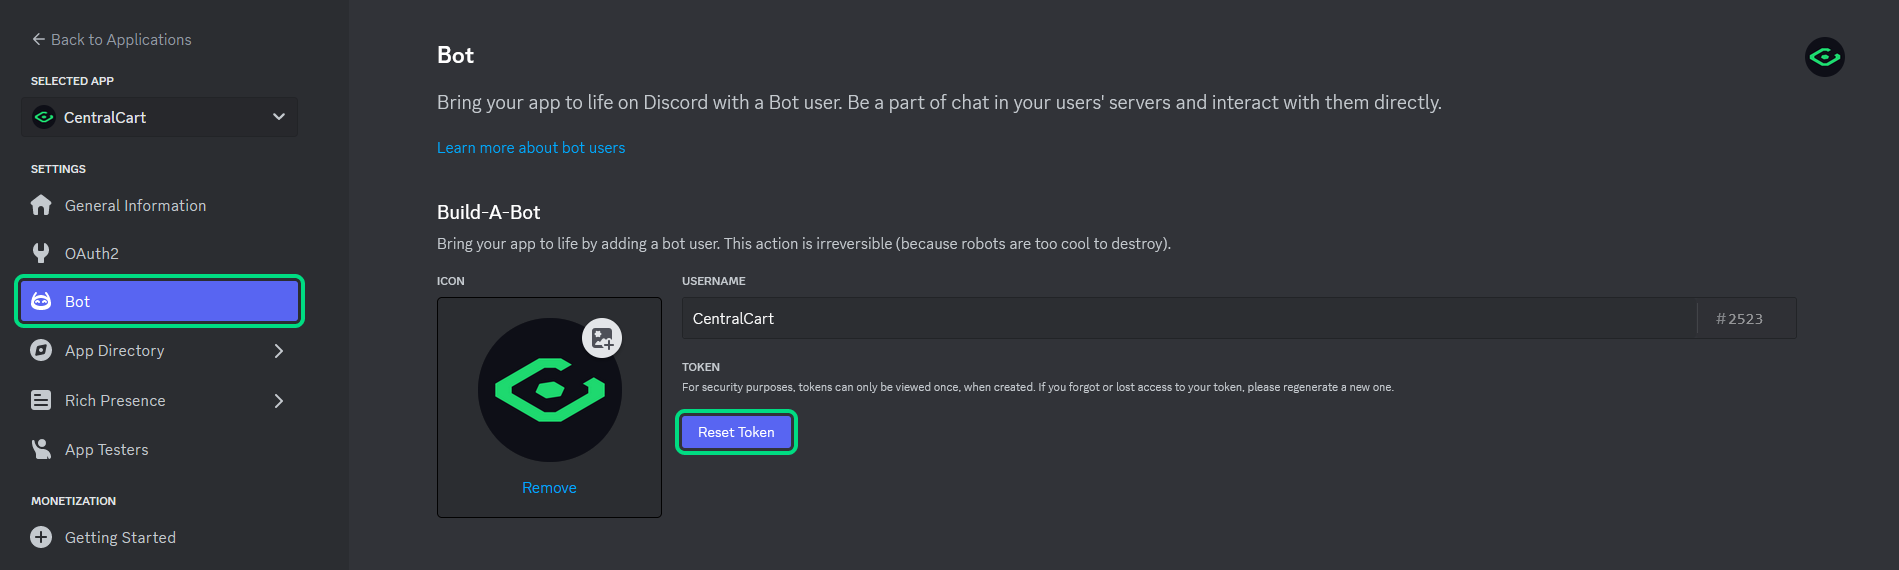 Back to Applications
SELECTED APP
CentralCart
SETTINGS
General Information
OAuth2
Bot
App Directory
Rich Presence
App Testers
MONETIZATION
Getting Started
Bot
Bring your app to life on Discord with a Bot user. Be a part of chat in your users' servers and interact with them directly.
Learn more about bot users
Build-A-Bot
Bring your app to life by adding a bot user. This action is irreversible (because robots are too cool to destroy).
ICON
Remove
USERNAME
CentralCart #2523
TOKEN
For security purposes, tokens can only be viewed once, when created. If you forgot or lost access to your token, please regenerate a new one.
Reset Token